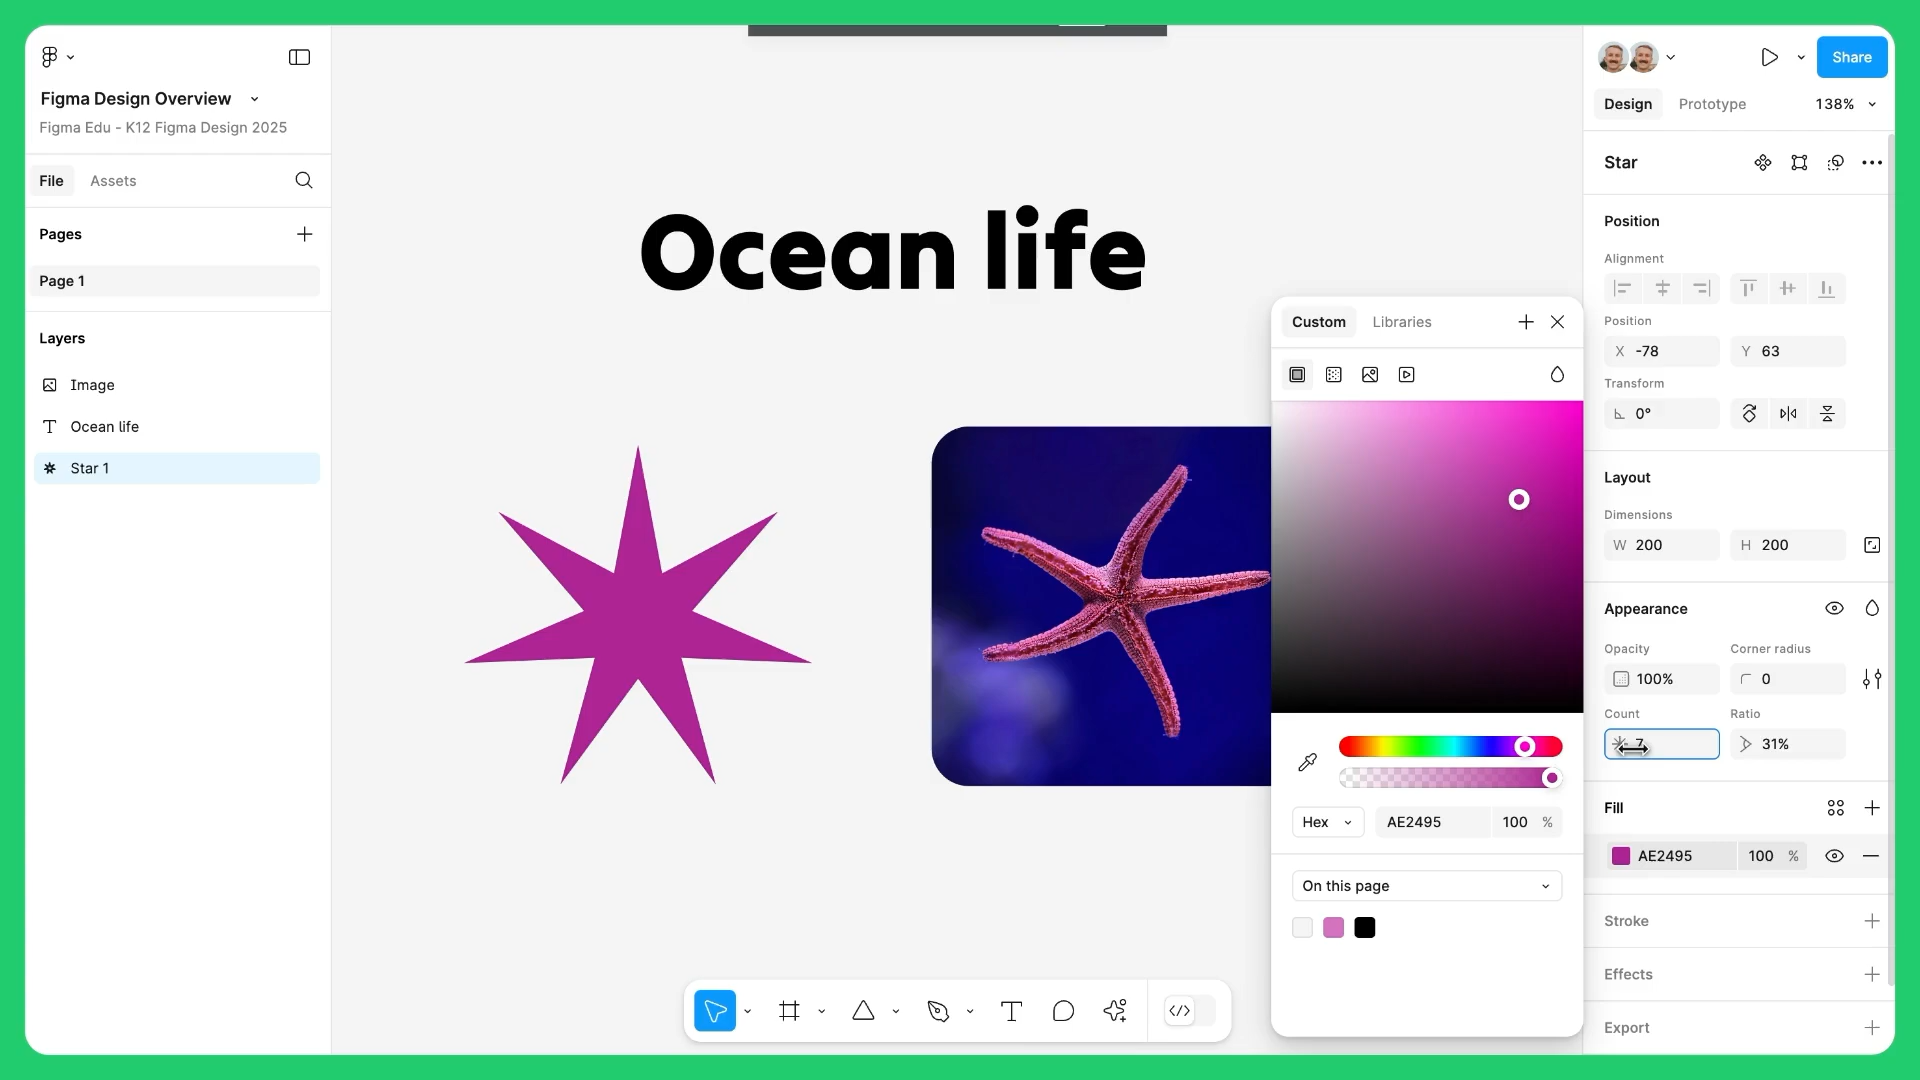 Figma Design Overview
Figma Edu - K12 Figma Design 2025
File Assets
Pages
Page 1
Layers
Image
Ocean life
Star 1
Ocean life
Custom Libraries
Hex AE2495 100 %
On this page
Share
Design Prototype 138%
Star
Position
Alignment
Position
X -78 Y 63
Transform
0°
Layout
Dimensions
W 200 H 200
Appearance
Opacity Corner radius
100% 0
Count Ratio
7 31%
Fill
AE2495 100 %
Stroke
Effects
Export